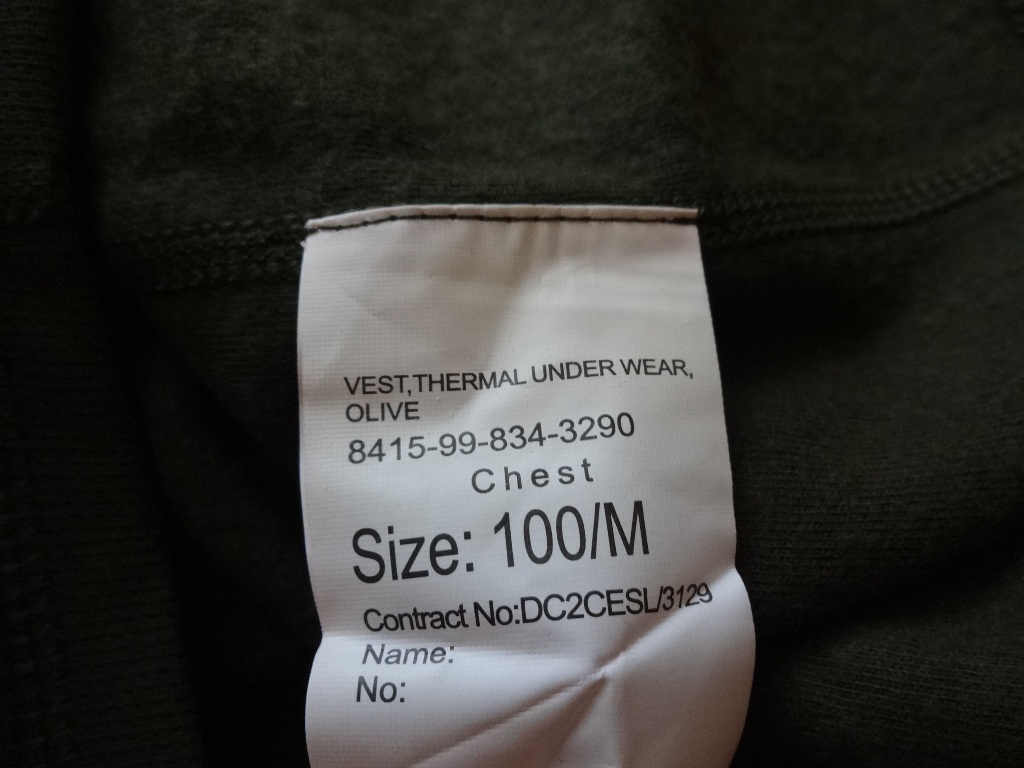 VEST,THERMAL UNDER WEAR,
OLIVE
8415-99-834-3290
Chest
Size: 100/M
Contract No:DC2CESL/3129
Name:
No: